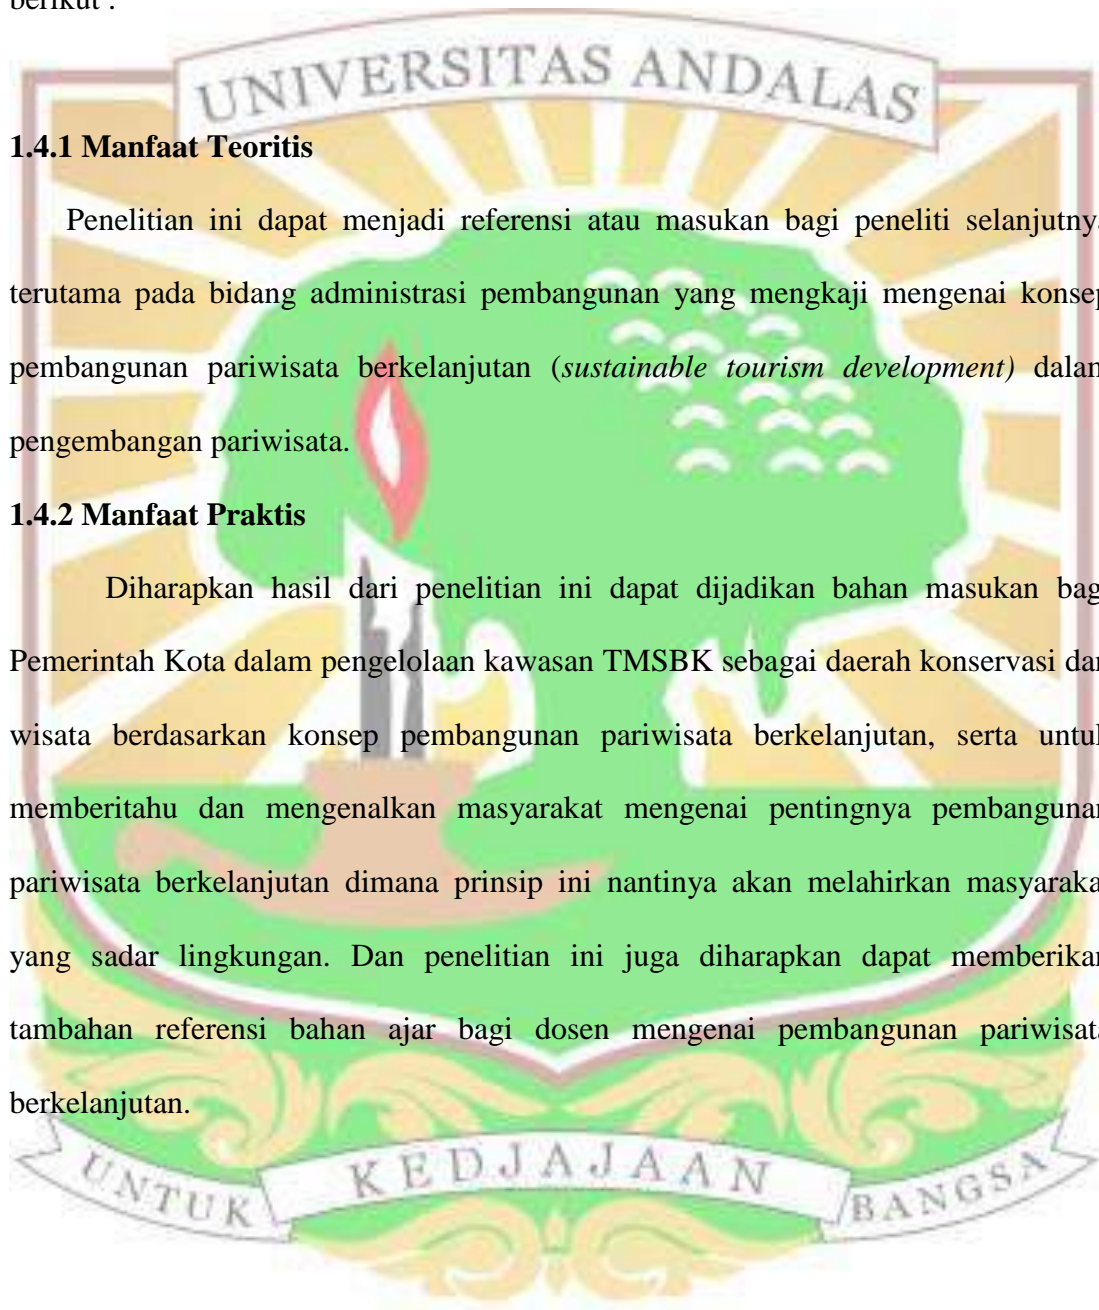 berikut :
UNIVERSITAS ANDALAS
1.4.1 Manfaat Teoritis
Penelitian ini dapat menjadi referensi atau masukan bagi peneliti selanjutnya
terutama pada bidang administrasi pembangunan yang mengkaji mengenai konsep
pembangunan pariwisata berkelanjutan (sustainable tourism development) dalam
pengembangan pariwisata.
1.4.2 Manfaat Praktis
Diharapkan hasil dari penelitian ini dapat dijadikan bahan masukan bagi
Pemerintah Kota dalam pengelolaan kawasan TMSBK sebagai daerah konservasi dan
wisata berdasarkan konsep pembangunan pariwisata berkelanjutan, serta untuk
memberitahu dan mengenalkan masyarakat mengenai pentingnya pembangunan
pariwisata berkelanjutan dimana prinsip ini nantinya akan melahirkan masyarakat
yang sadar lingkungan. Dan penelitian ini juga diharapkan dapat memberikan
tambahan referensi bahan ajar bagi dosen mengenai pembangunan pariwisata
berkelanjutan.
UNTUK KEDJAJAAN BANGSA